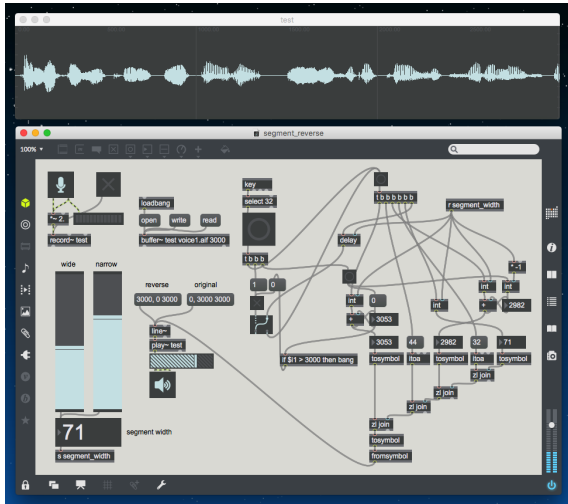 test
segment_reverse
100%
key
loadbang
select 32
t b b b b b b
r segment_width
*~ 2.
open
write
read
record~ test
buffer~ test voice1.aif 3000
delay
t b b b
* -1
wide
narrow
reverse
original
1
0
int
0
int
int
int
3000, 0 3000
0, 3000 3000
+
3053
+
2982
line~
play~ test
3053
44
2982
32
71
if $i1 > 3000 then bang
tosymbol
itoa
tosymbol
itoa
tosymbol
zl join
zl join
zl join
71
segment width
zl join
tosymbol
s segment_width
fromsymbol